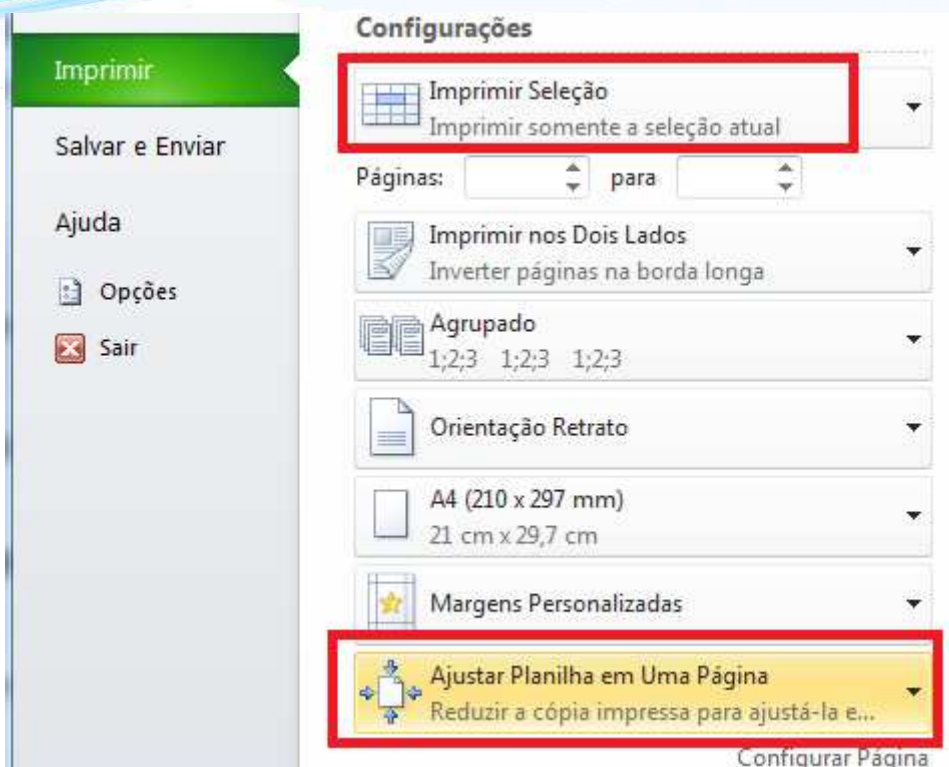 Imprimir
Salvar e Enviar
Ajuda
Opções
Sair
Configurações
Imprimir Seleção
Imprimir somente a seleção atual
Páginas: para
Imprimir nos Dois Lados
Inverter páginas na borda longa
Agrupado
1;2;3 1;2;3 1;2;3
Orientação Retrato
A4 (210 x 297 mm)
21 cm x 29,7 cm
Margens Personalizadas
Ajustar Planilha em Uma Página
Reduzir a cópia impressa para ajustá-la e...
Configurar Página